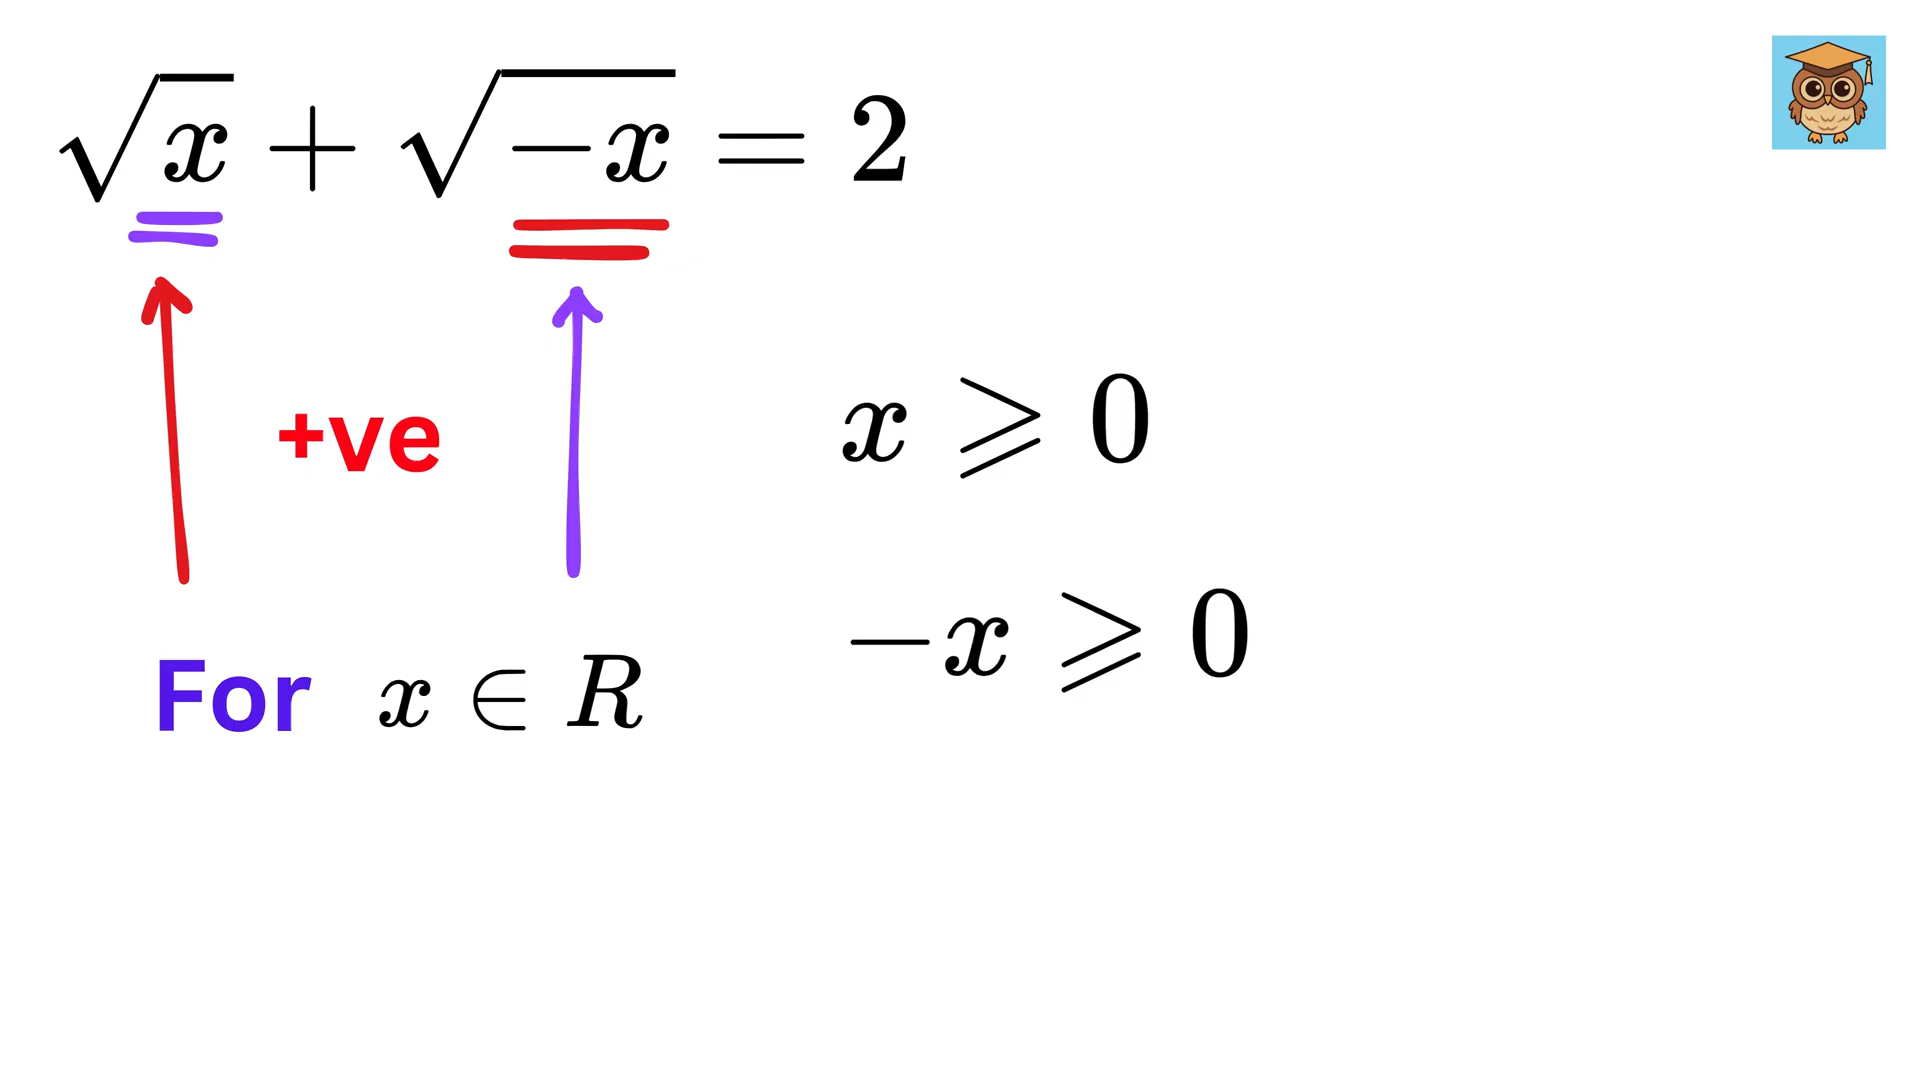 √x + √−x = 2
+ve
x ⩾ 0
−x ⩾ 0
For x ∈ R